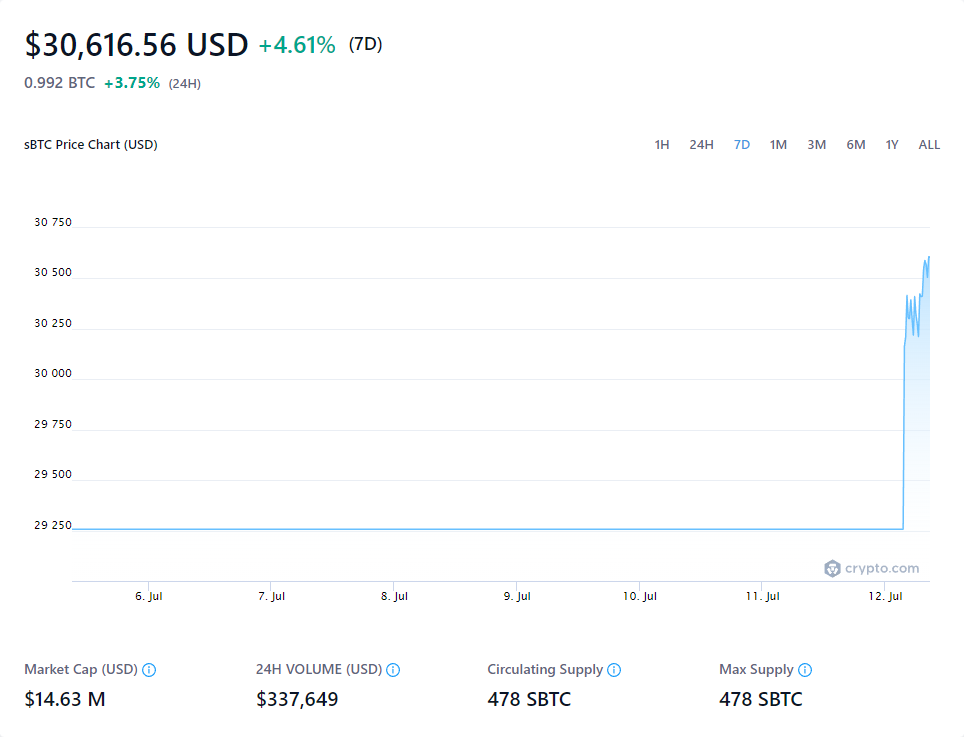 $30,616.56 USD +4.61% (7D)
0.992 BTC +3.75% (24H)
sBTC Price Chart (USD) 1H 24H 7D 1M 3M 6M 1Y ALL
30 750
30 500
30 250
30 000
29 750
29 500
29 250
crypto.com
6. Jul 7. Jul 8. Jul 9. Jul 10. Jul 11. Jul 12. Jul
Market Cap (USD) 24H VOLUME (USD) Circulating Supply Max Supply
$14.63 M $337,649 478 SBTC 478 SBTC